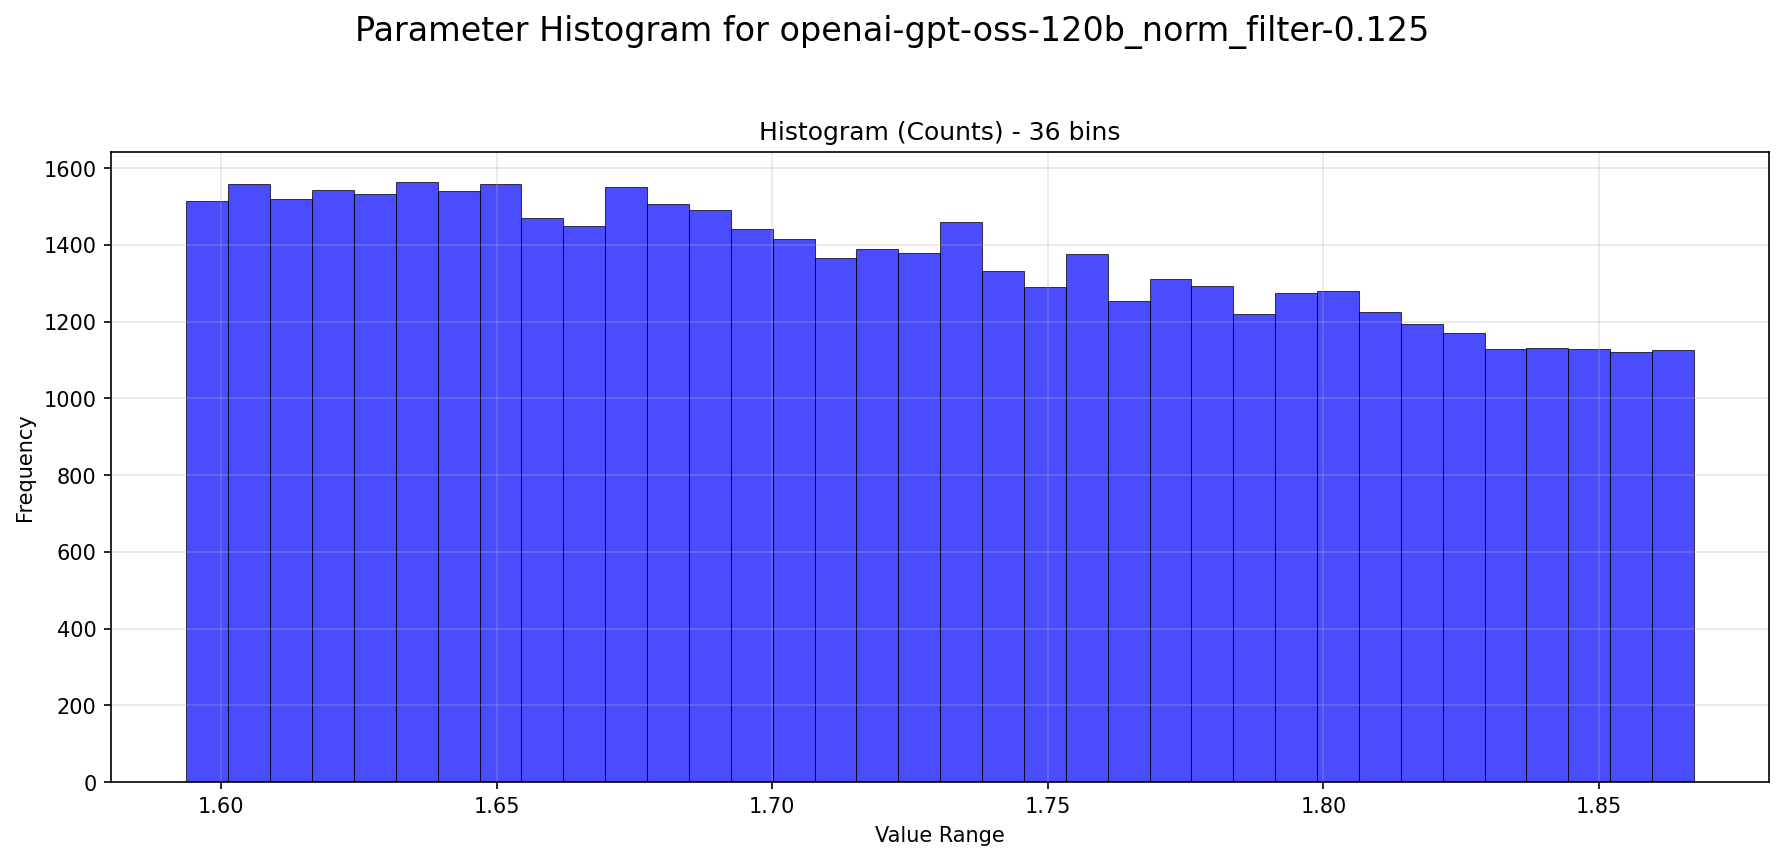 Parameter Histogram for openai-gpt-oss-120b_norm_filter-0.125
Histogram (Counts) - 36 bins
1600
1400
1200
1000
800
600
400
200
0
Frequency
1.60 1.65 1.70 1.75 1.80 1.85
Value Range